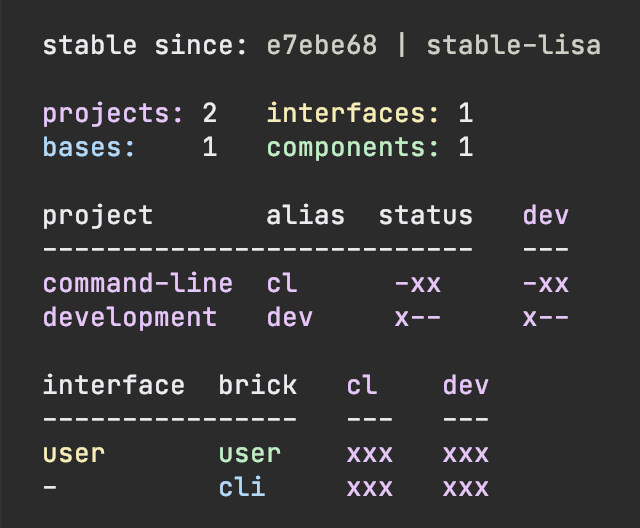 stable since: e7ebe68 | stable-lisa
projects: 2   interfaces: 1
bases:    1   components: 1
project       alias  status   dev
---------------------------   ---
command-line  cl       -xx    -xx
development   dev      x--    x--
interface  brick   cl    dev
----------------   ---   ---
user       user    xxx   xxx
-          cli     xxx   xxx